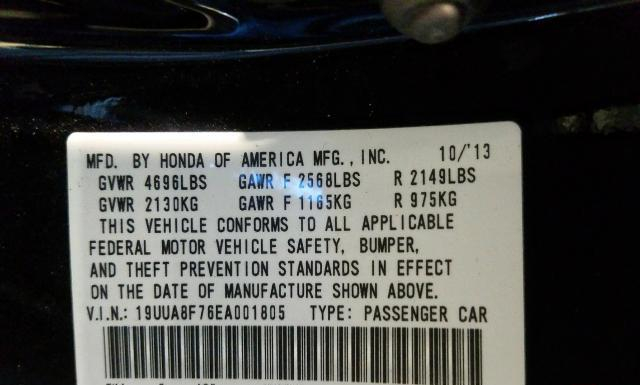 MFD. BY HONDA OF AMERICA MFG., INC. 10/'13
GVWR 4696LBS GAWR F 2568LBS R 2149LBS
GVWR 2130KG GAWR F 1165KG R 975KG
THIS VEHICLE CONFORMS TO ALL APPLICABLE
FEDERAL MOTOR VEHICLE SAFETY, BUMPER,
AND THEFT PREVENTION STANDARDS IN EFFECT
ON THE DATE OF MANUFACTURE SHOWN ABOVE.
V.I.N.: 19UUA8F76EA001805 TYPE: PASSENGER CAR